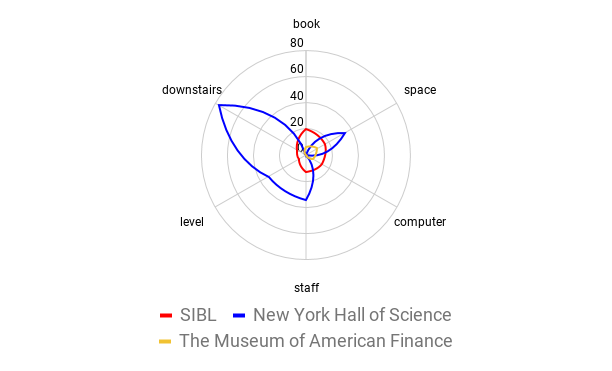 book
80
60
40
20
0
downstairs
space
level
computer
staff
SIBL
New York Hall of Science
The Museum of American Finance